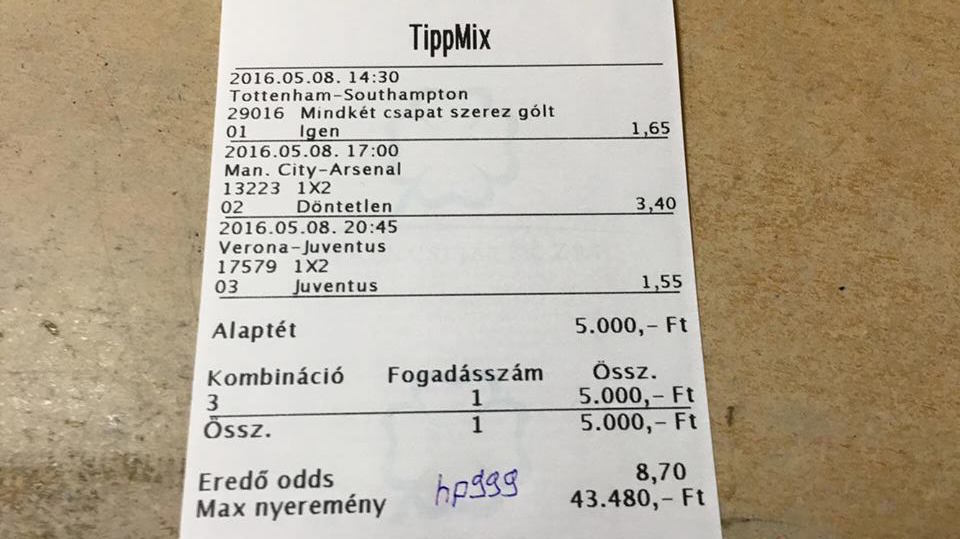 TippMix
2016.05.08. 14:30
Tottenham-Southampton
29016 Mindkét csapat szerez gólt
01 Igen 1,65
2016.05.08. 17:00
Man. City-Arsenal
13223 1X2
02 Döntetlen 3,40
2016.05.08. 20:45
Verona-Juventus
17579 1X2
03 Juventus 1,55
Alaptét 5.000,- Ft
Kombináció Fogadásszám Össz.
3 1 5.000,- Ft
Össz. 1 5.000,- Ft
Eredő odds 8,70
Max nyeremény hp999 43.480,- Ft